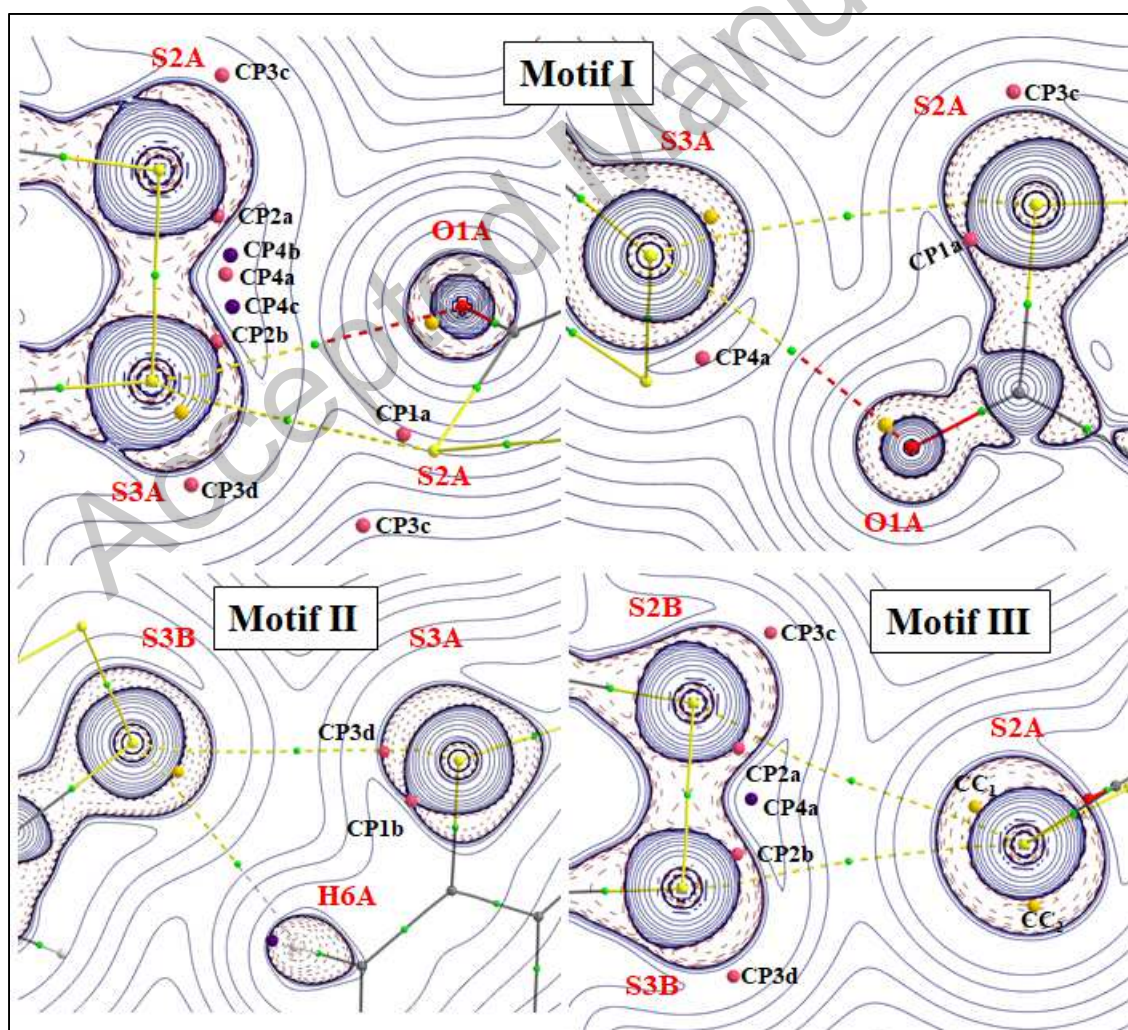 Accepted Manu
Motif I
S2A
CP3c
CP2a
CP4b
CP4a
CP4c
CP2b
O1A
CP1a
S2A
S3A
CP3d
CP3c
S2A
CP3c
S3A
CP1a
CP4a
O1A
Motif II
S3B
S3A
CP3d
CP1b
H6A
Motif III
S2B
CP3c
S2A
CP2a
CC1
CP4a
CP2b
CC2
S3B
CP3d